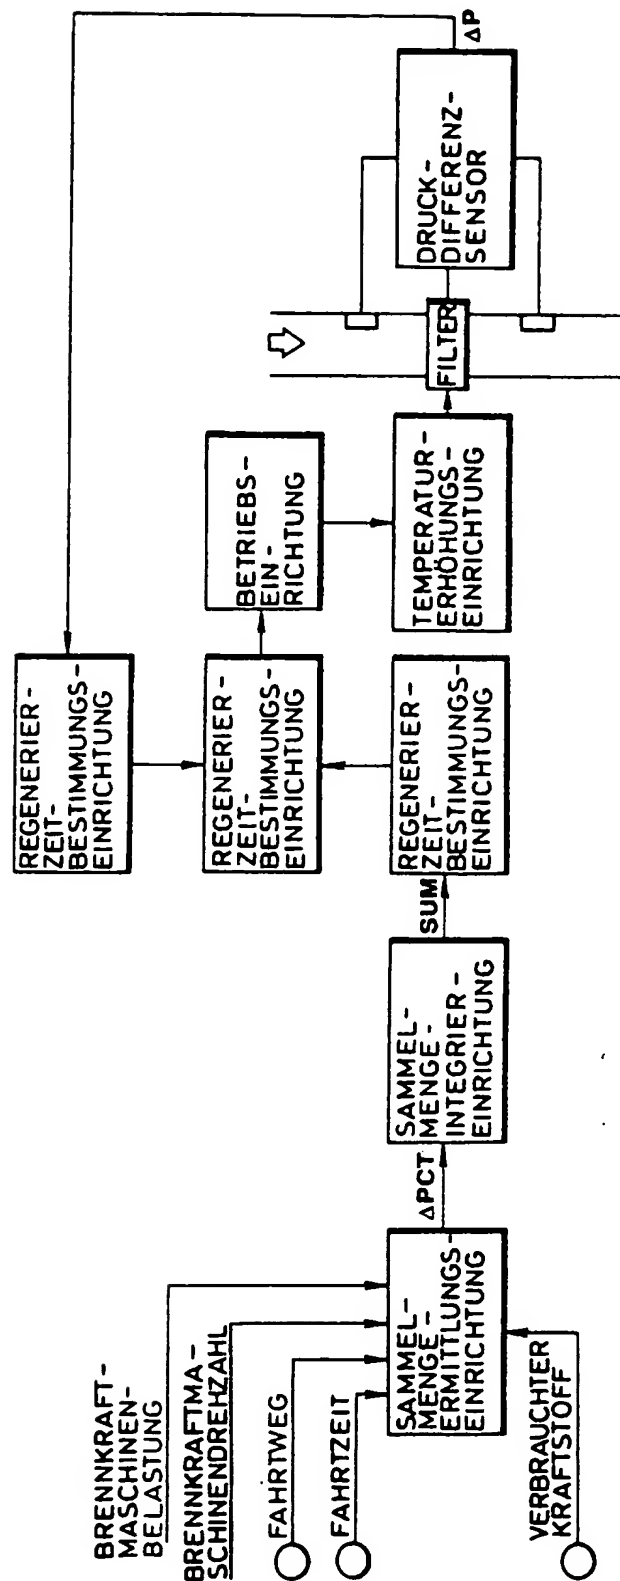 BRENNKRAFT-
MASCHINEN-
BELASTUNG
BRENNKRAFTMA-
SCHINENDREHZAHL
FAHRTWEG
FAHRTZEIT
VERBRAUCHTER
KRAFTSTOFF
SAMMEL-
MENGE-
ERMITTLUNGS-
EINRICHTUNG
ΔPCT
SAMMEL-
MENGE-
INTEGRIER-
EINRICHTUNG
SUM
REGENERIER-
ZEIT-
BESTIMMUNGS-
EINRICHTUNG
REGENERIER-
ZEIT-
BESTIMMUNGS-
EINRICHTUNG
REGENERIER-
ZEIT-
BESTIMMUNGS-
EINRICHTUNG
BETRIEBS-
EIN-
RICHTUNG
TEMPERATUR-
ERHÖHUNGS-
EINRICHTUNG
FILTER
DRUCK-
DIFFERENZ-
SENSOR
ΔP